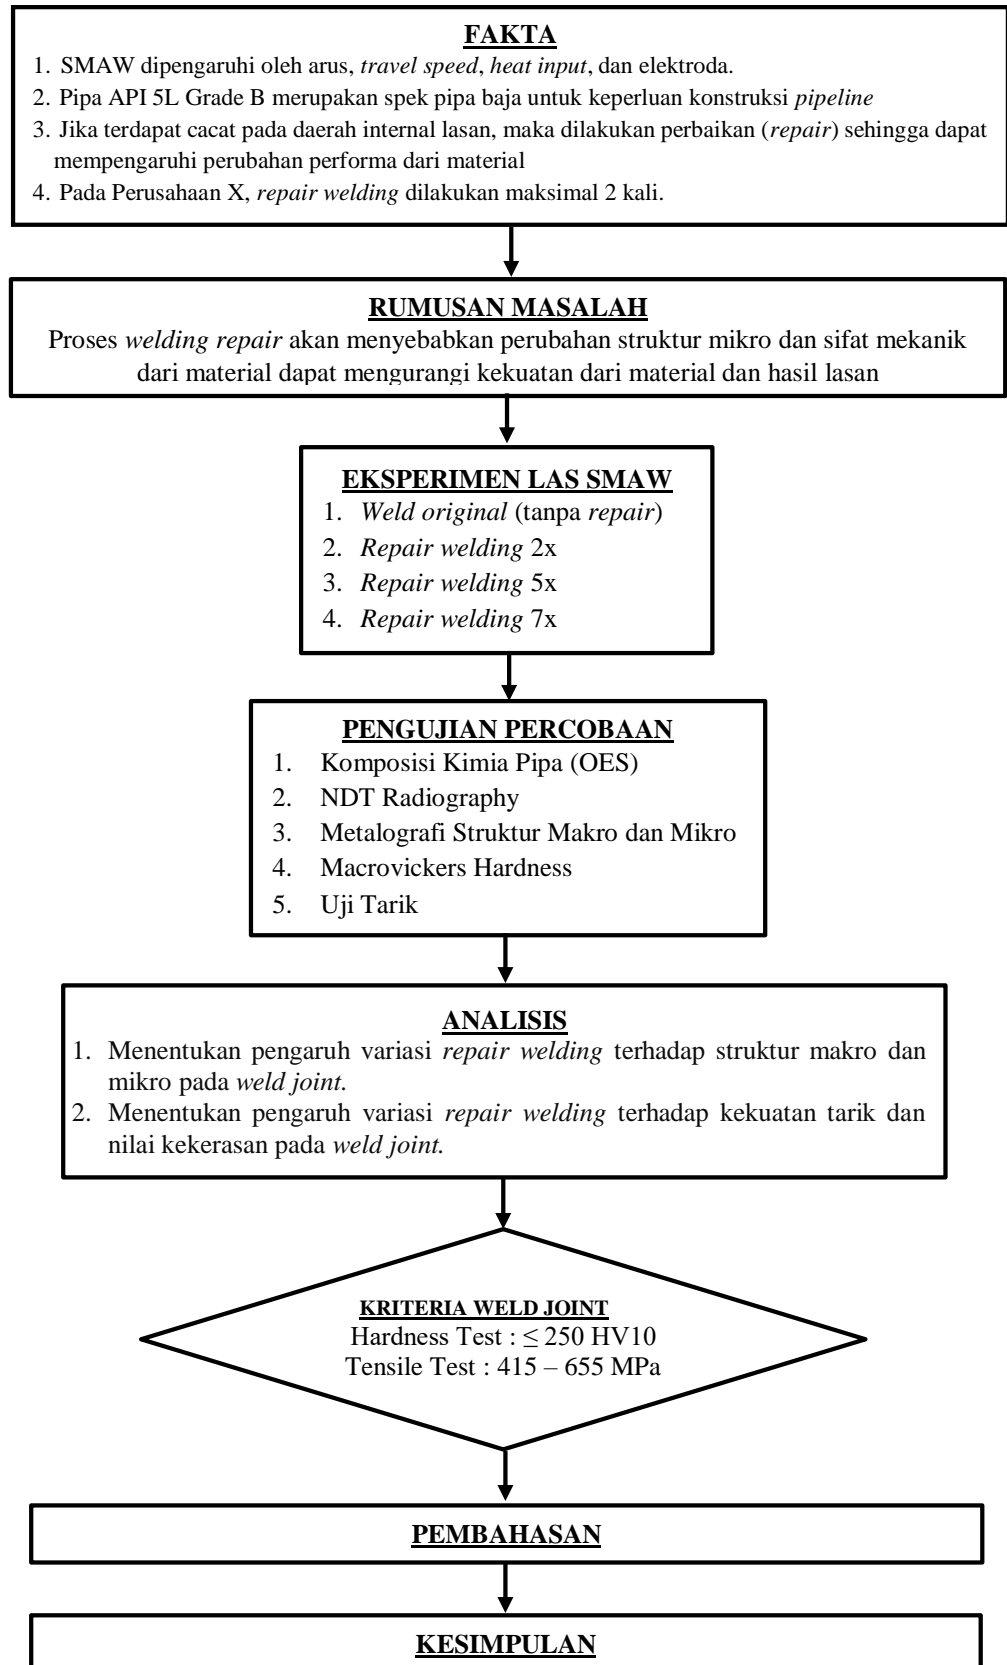 FAKTA
1. SMAW dipengaruhi oleh arus, travel speed, heat input, dan elektroda.
2. Pipa API 5L Grade B merupakan spek pipa baja untuk keperluan konstruksi pipeline
3. Jika terdapat cacat pada daerah internal lasan, maka dilakukan perbaikan (repair) sehingga dapat
mempengaruhi perubahan performa dari material
4. Pada Perusahaan X, repair welding dilakukan maksimal 2 kali.
RUMUSAN MASALAH
Proses welding repair akan menyebabkan perubahan struktur mikro dan sifat mekanik
dari material dapat mengurangi kekuatan dari material dan hasil lasan
EKSPERIMEN LAS SMAW
1. Weld original (tanpa repair)
2. Repair welding 2x
3. Repair welding 5x
4. Repair welding 7x
PENGUJIAN PERCOBAAN
1. Komposisi Kimia Pipa (OES)
2. NDT Radiography
3. Metalografi Struktur Makro dan Mikro
4. Macrovickers Hardness
5. Uji Tarik
ANALISIS
1. Menentukan pengaruh variasi repair welding terhadap struktur makro dan
mikro pada weld joint.
2. Menentukan pengaruh variasi repair welding terhadap kekuatan tarik dan
nilai kekerasan pada weld joint.
KRITERIA WELD JOINT
Hardness Test : ≤ 250 HV10
Tensile Test : 415 – 655 MPa
PEMBAHASAN
KESIMPULAN